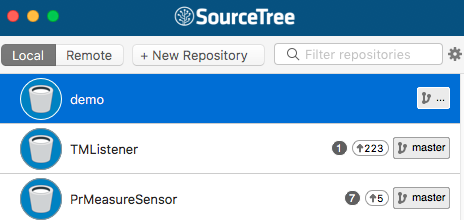 SourceTree
Local Remote + New Repository Filter repositories
demo ...
TMListener 1 ↑223 master
PrMeasureSensor 7 ↑5 master